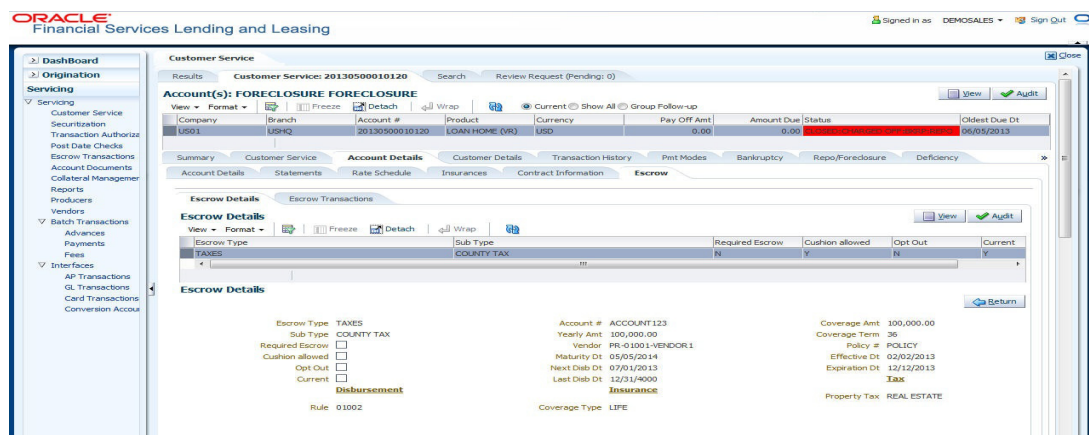 ORACLE
Financial Services Lending and Leasing
Signed in as DEMOSALES Sign Out
Close
DashBoard
Origination
Servicing
Servicing
Customer Service
Securitization
Transaction Authoriza
Post Date Checks
Escrow Transactions
Account Documents
Collateral Managemer
Reports
Producers
Vendors
Batch Transactions
Advances
Payments
Fees
Interfaces
AP Transactions
GL Transactions
Card Transactions
Conversion Accour
Customer Service
Results Customer Service: 20130500010120 Search Review Request (Pending: 0)
Account(s): FORECLOSURE FORECLOSURE
View Audit
View Format Freeze Detach Wrap Current Show All Group Follow-up
Company Branch Account # Product Currency Pay Off Amt Amount Due Status Oldest Due Dt
US01 USHQ 20130500010120 LOAN HOME (VR) USD 0.00 0.00 06/05/2013
Summary Customer Service Account Details Customer Details Transaction History Pmt Modes Bankruptcy Repo/Foreclosure Deficiency »
Account Details Statements Rate Schedule Insurances Contract Information Escrow
Escrow Details Escrow Transactions
Escrow Details
View Audit
View Format Freeze Detach Wrap
Escrow Type Sub Type Required Escrow Cushion allowed Opt Out Current
TAXES COUNTY TAX N Y N Y
Escrow Details
Return
Escrow Type TAXES Account # ACCOUNT123 Coverage Amt 100,000.00
Sub Type COUNTY TAX Yearly Amt 100,000.00 Coverage Term 36
Required Escrow Vendor PR-01001-VENDOR1 Policy # POLICY
Cushion allowed Maturity Dt 05/05/2014 Effective Dt 02/02/2013
Opt Out Next Disb Dt 07/01/2013 Expiration Dt 12/12/2013
Current Last Disb Dt 12/31/4000 Tax
Disbursement Insurance
Property Tax REAL ESTATE
Rule 01002 Coverage Type LIFE